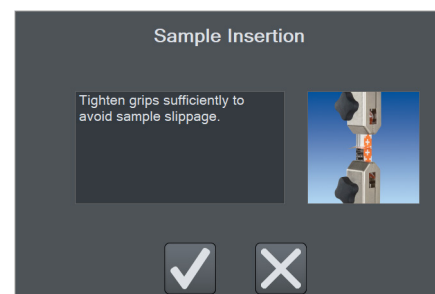 Sample Insertion
Tighten grips sufficiently to
avoid sample slippage.